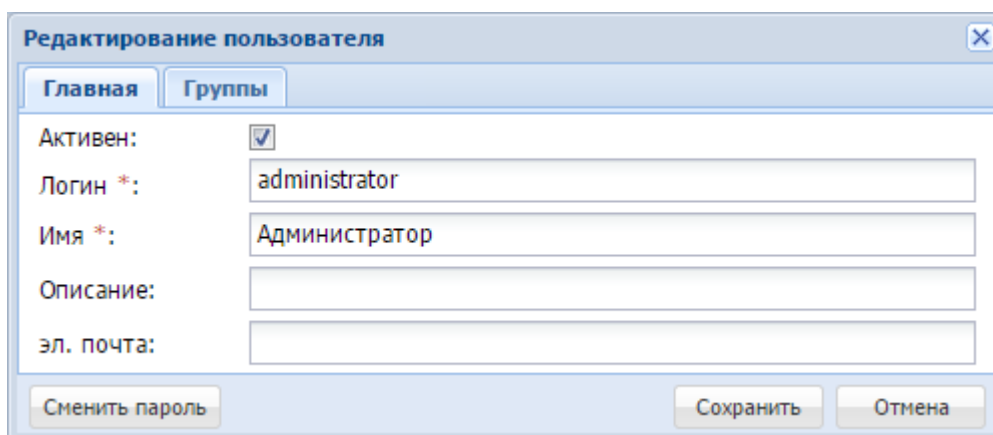 Редактирование пользователя
Главная Группы
Активен:
Логин *: administrator
Имя *: Администратор
Описание:
эл. почта:
Сменить пароль Сохранить Отмена